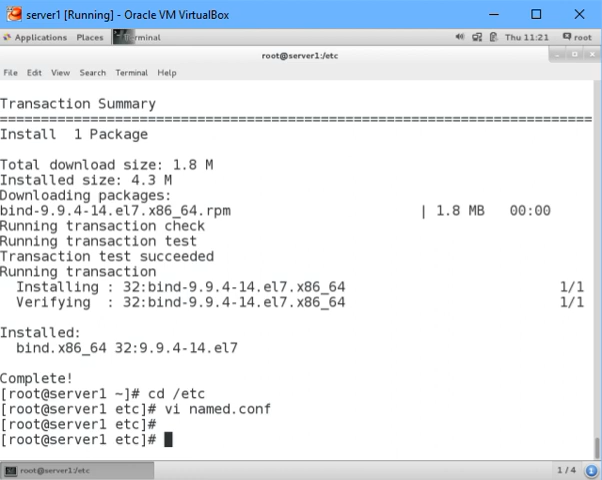 server1 [Running] - Oracle VM VirtualBox
Applications Places Terminal Thu 11:21 root
root@server1:/etc
File Edit View Search Terminal Help
Transaction Summary
================================================================================
Install  1 Package
Total download size: 1.8 M
Installed size: 4.3 M
Downloading packages:
bind-9.9.4-14.el7.x86_64.rpm | 1.8 MB 00:00
Running transaction check
Running transaction test
Transaction test succeeded
Running transaction
Installing : 32:bind-9.9.4-14.el7.x86_64 1/1
Verifying : 32:bind-9.9.4-14.el7.x86_64 1/1
Installed:
bind.x86_64 32:9.9.4-14.el7
Complete!
[root@server1 ~]# cd /etc
[root@server1 etc]# vi named.conf
[root@server1 etc]#
[root@server1 etc]#
root@server1:/etc 1 / 4 1